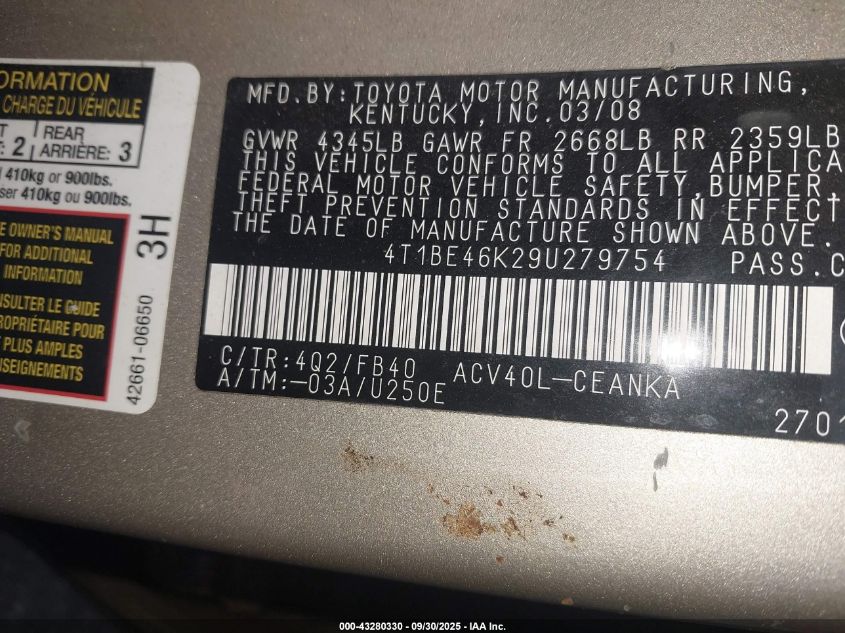 ORMATION
CHARGE DU VÉHICULE
REAR
2 ARRIÈRE: 3
410kg or 900lbs.
ser 410kg ou 900lbs.
E OWNER'S MANUAL
FOR ADDITIONAL
INFORMATION
NSULTER LE GUIDE
ROPRIÉTAIRE POUR
PLUS AMPLES
NSEIGNEMENTS
3H
42661-06650
MFD. BY: TOYOTA MOTOR MANUFACTURING,
KENTUCKY, INC. 03/08
GVWR 4345LB GAWR FR 2668LB RR 2359LB
THIS VEHICLE CONFORMS TO ALL APPLICA
FEDERAL MOTOR VEHICLE SAFETY, BUMPER,
THEFT PREVENTION STANDARDS IN EFFECT
THE DATE OF MANUFACTURE SHOWN ABOVE.
4T1BE46K29U279754 PASS.C
C/TR: 4Q2/FB40 ACV40L-CEANKA
A/TM: -03A/U250E
2701
000-43280330 - 09/30/2025 - IAA Inc.